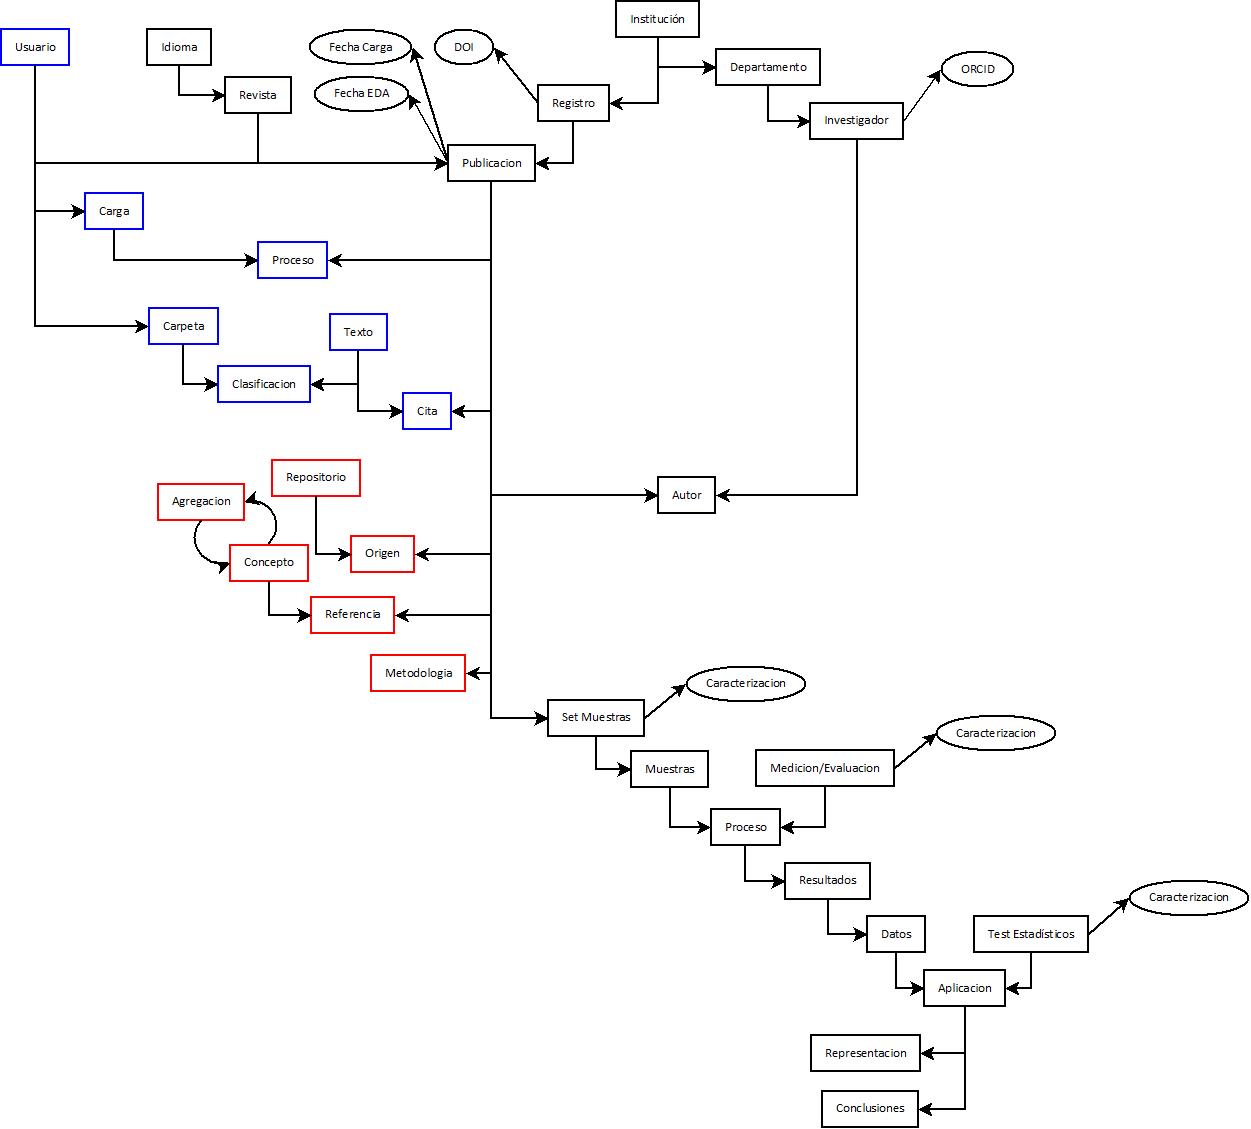 Institución
Usuario
Idioma
Fecha Carga
DOI
Departamento
ORCID
Revista
Fecha EDA
Registro
Investigador
Publicacion
Carga
Proceso
Carpeta
Texto
Clasificacion
Cita
Repositorio
Agregacion
Autor
Origen
Concepto
Referencia
Metodologia
Caracterizacion
Set Muestras
Caracterizacion
Muestras
Medicion/Evaluacion
Proceso
Resultados
Caracterizacion
Datos
Test Estadísticos
Aplicacion
Representacion
Conclusiones